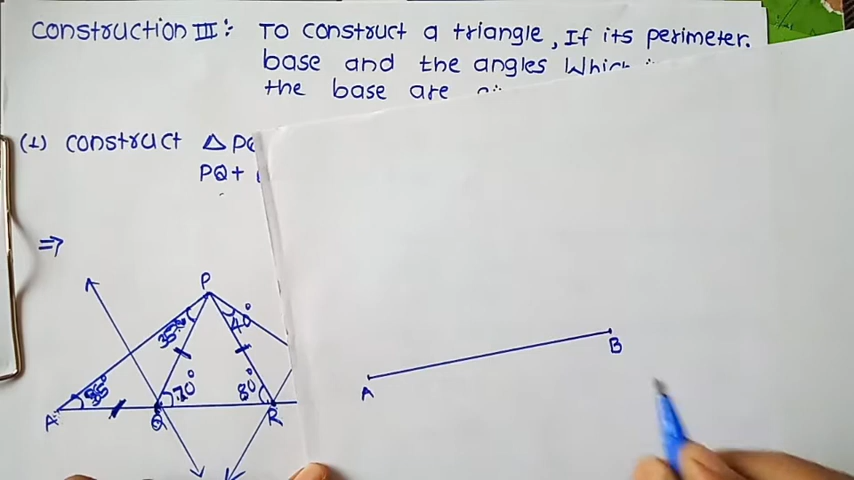 Construction III : To construct a triangle, If its perimeter.
base and the angles Which
the base are
(1) construct △ PQ
PQ +
⇒
P
35°
40°
35°
70°
80°
A
Q
R
A
B